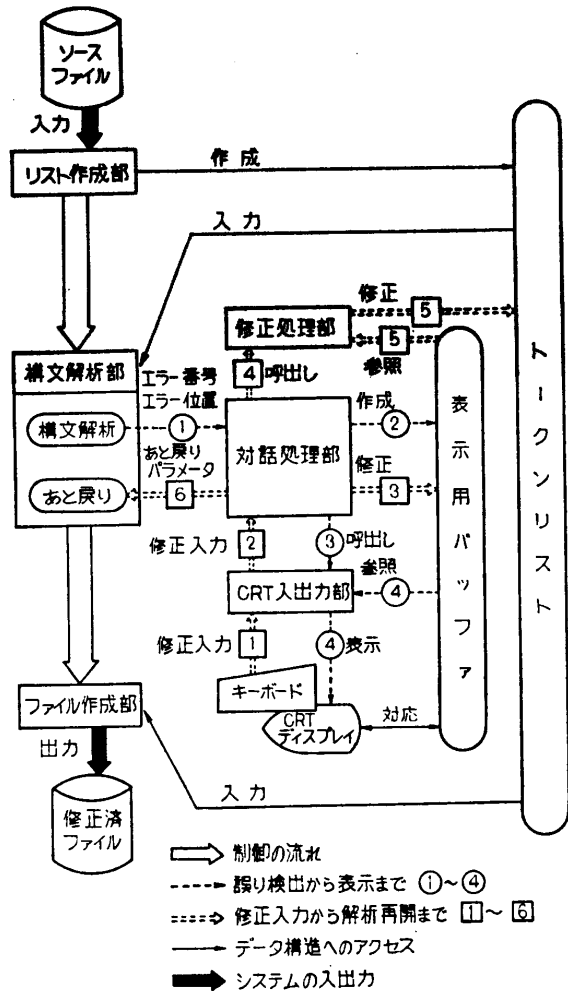 ソース
ファイル
入力
リスト作成部
作成
入力
修正
5
修正処理部
5
参照
4
呼出し
構文解析部
エラー番号
エラー位置
構文解析
1
作成
2
対話処理部
あと戻り
パラメータ
あと戻り
6
修正
3
表示用バッファ
トークンリスト
修正入力
2
3
呼出し
参照
CRT入出力部
4
修正入力
1
4
表示
キーボード
CRT
ディスプレイ
対応
ファイル作成部
出力
入力
修正済
ファイル
制御の流れ
誤り検出から表示まで ①~④
修正入力から解析再開まで 1 ~ 6
データ構造へのアクセス
システムの入出力